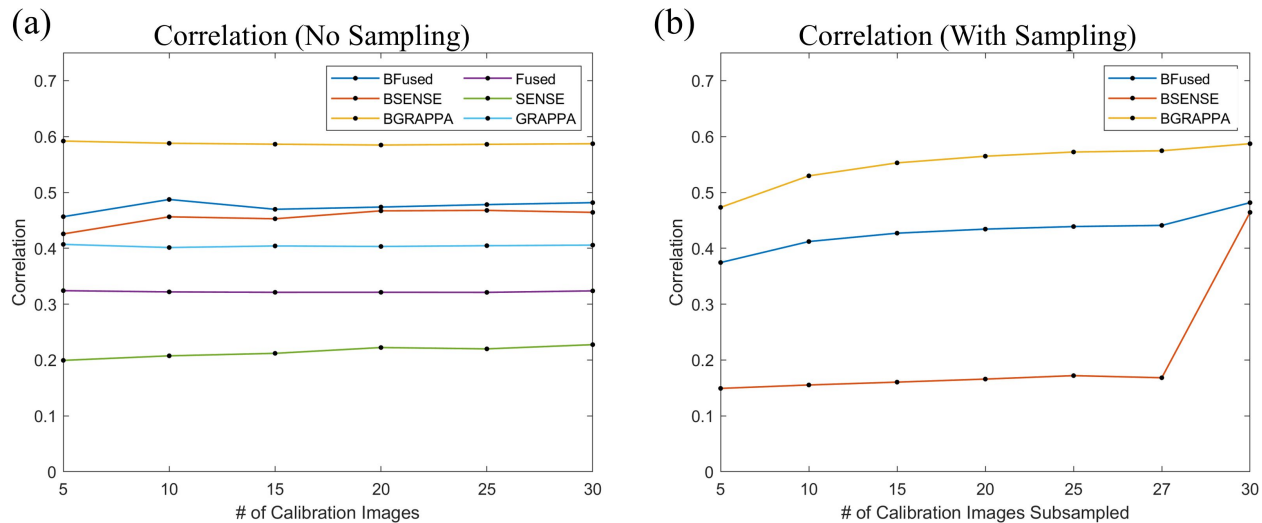 (a)
Correlation (No Sampling)
BFused
Fused
BSENSE
SENSE
BGRAPPA
GRAPPA
0.7
0.6
0.5
0.4
0.3
0.2
0.1
0
Correlation
5 10 15 20 25 30
# of Calibration Images
(b)
Correlation (With Sampling)
BFused
BSENSE
BGRAPPA
0.7
0.6
0.5
0.4
0.3
0.2
0.1
0
Correlation
5 10 15 20 25 27 30
# of Calibration Images Subsampled